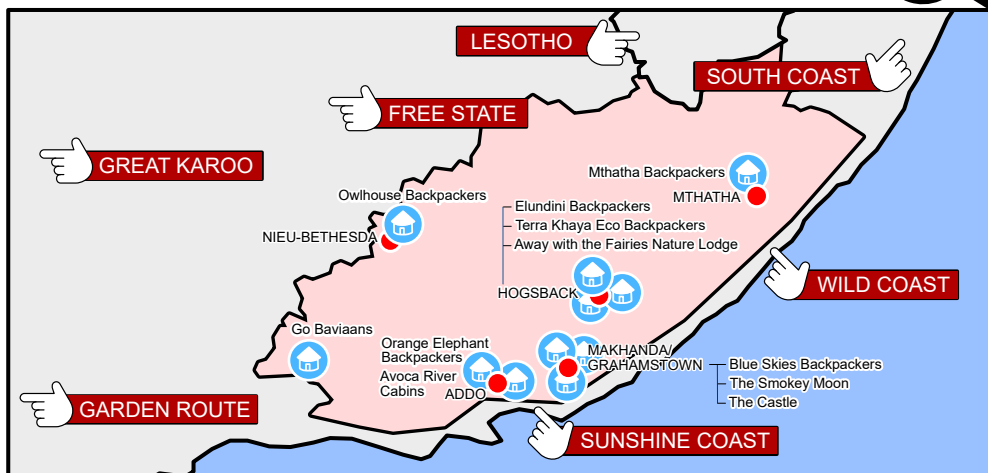 LESOTHO
SOUTH COAST
FREE STATE
GREAT KAROO
Mthatha Backpackers
MTHATHA
Owlhouse Backpackers
NIEU-BETHESDA
Elundini Backpackers
Terra Khaya Eco Backpackers
Away with the Fairies Nature Lodge
HOGSBACK
WILD COAST
Go Baviaans
Orange Elephant
Backpackers
Avoca River
Cabins
ADDO
MAKHANDA/
GRAHAMSTOWN
Blue Skies Backpackers
The Smokey Moon
The Castle
GARDEN ROUTE
SUNSHINE COAST